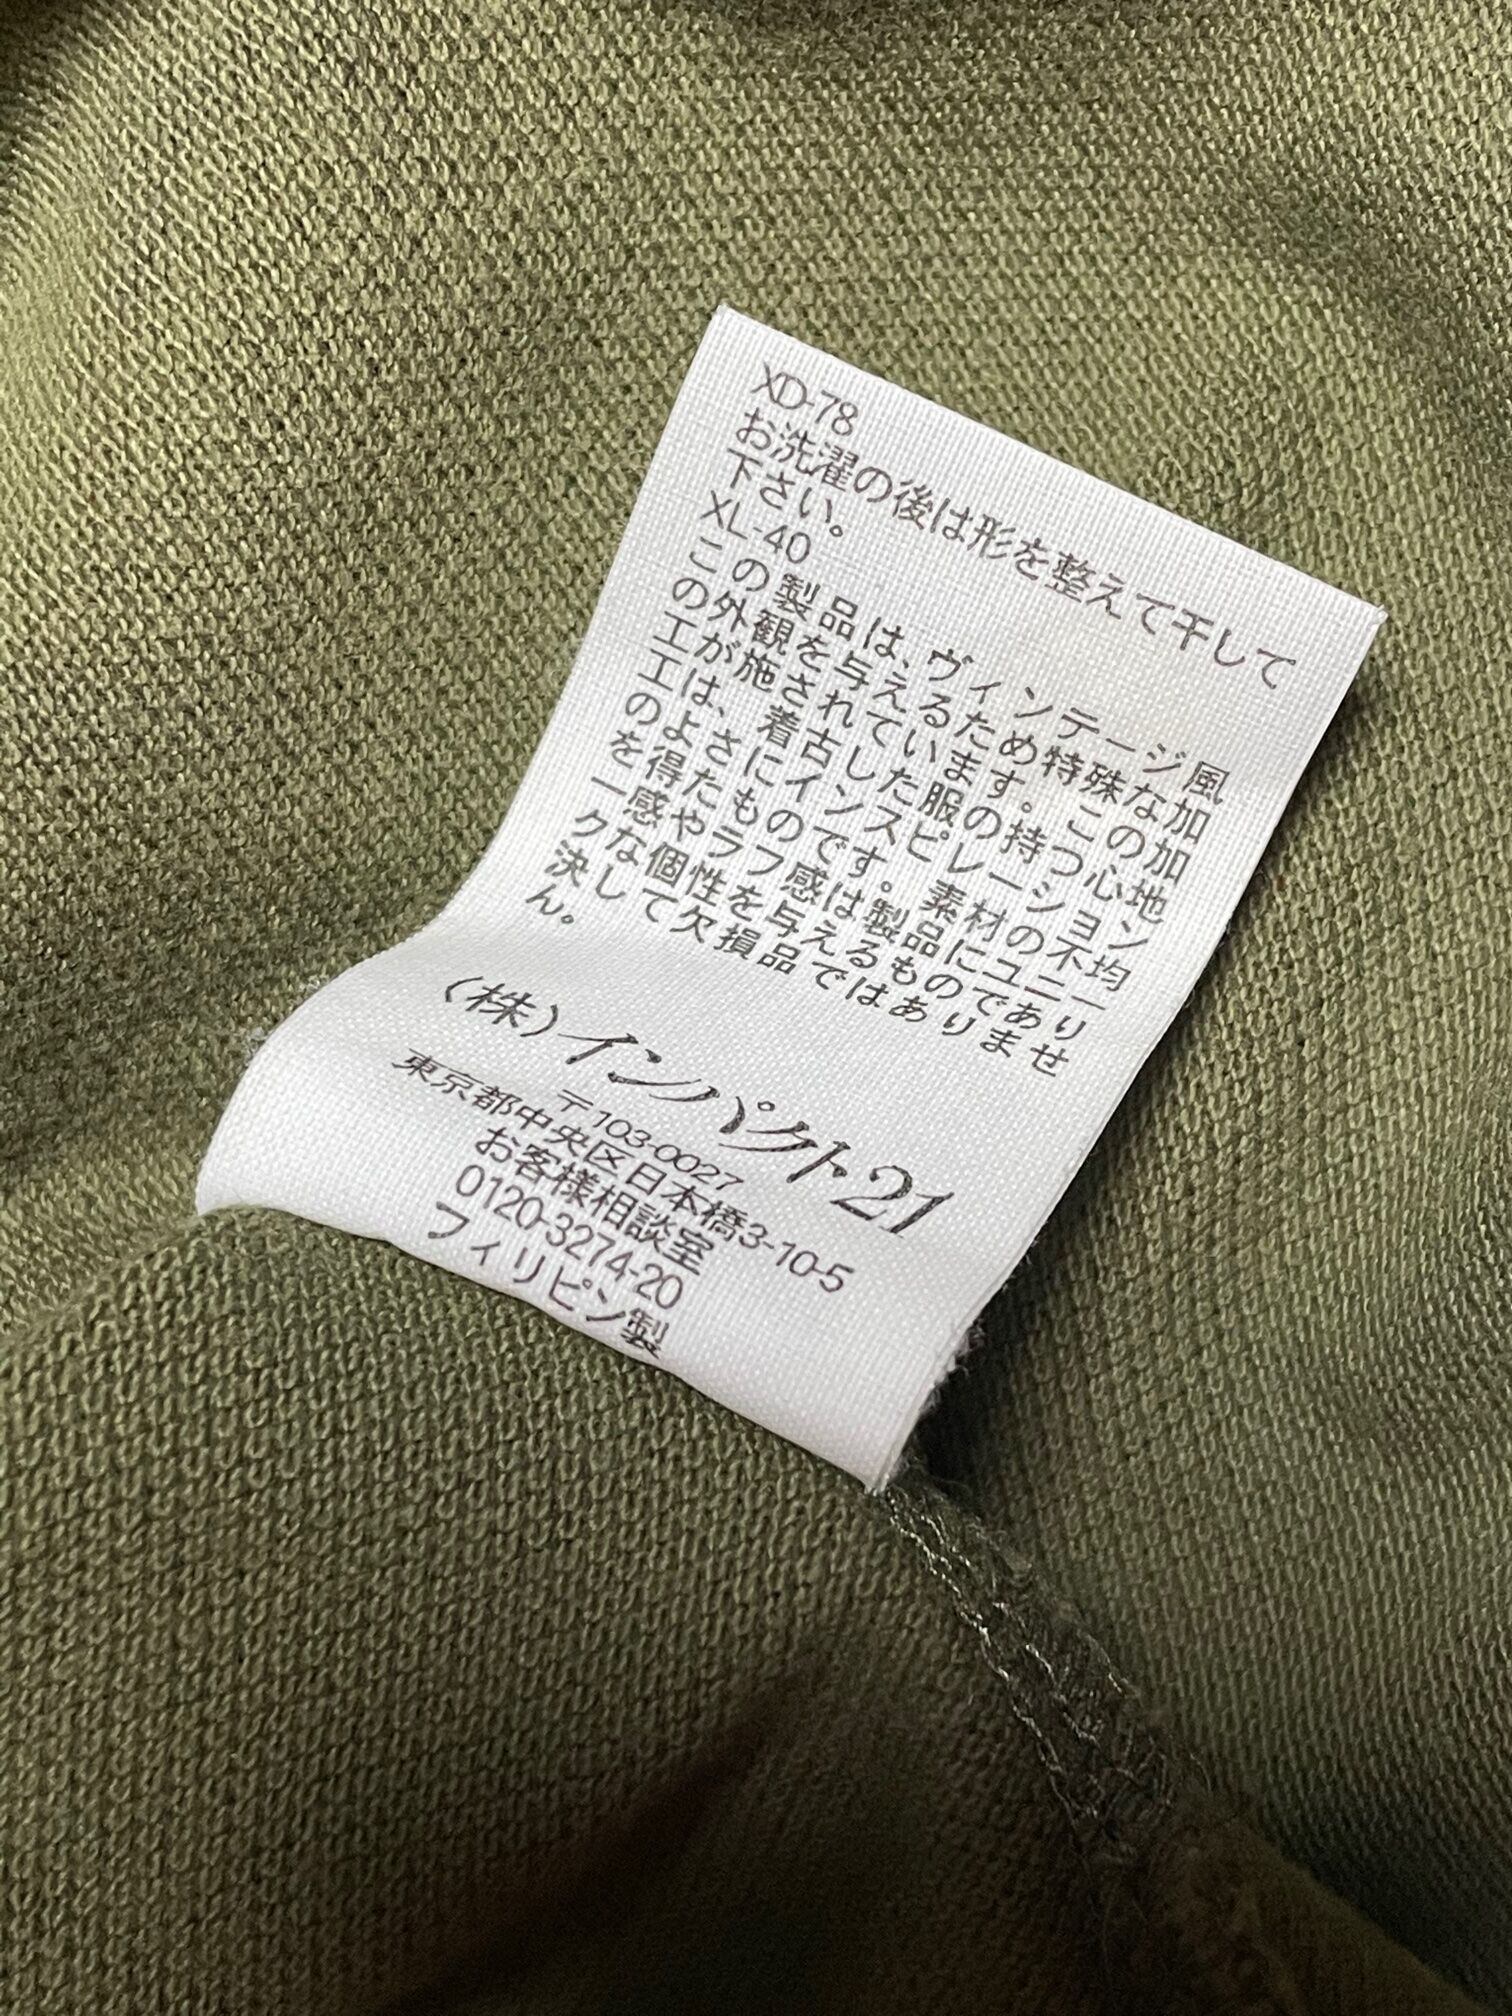 XD-78
お洗濯の後は形を整えて干して
下さい。
XL-40
この製品は、ヴィンテージ風
の外観を与えるため特殊な加
工が施されています。この加
工は、着古した服の持つ心地
のよさにインスピレーション
を得たものです。素材の不均
一感やラフ感は製品にユニー
クな個性を与えるものであり
決して欠損品ではありませ
ん。
(株)インパクト21
〒103-0027
東京都中央区日本橋3-10-5
お客様相談室
0120-3274-20
フィリピン製